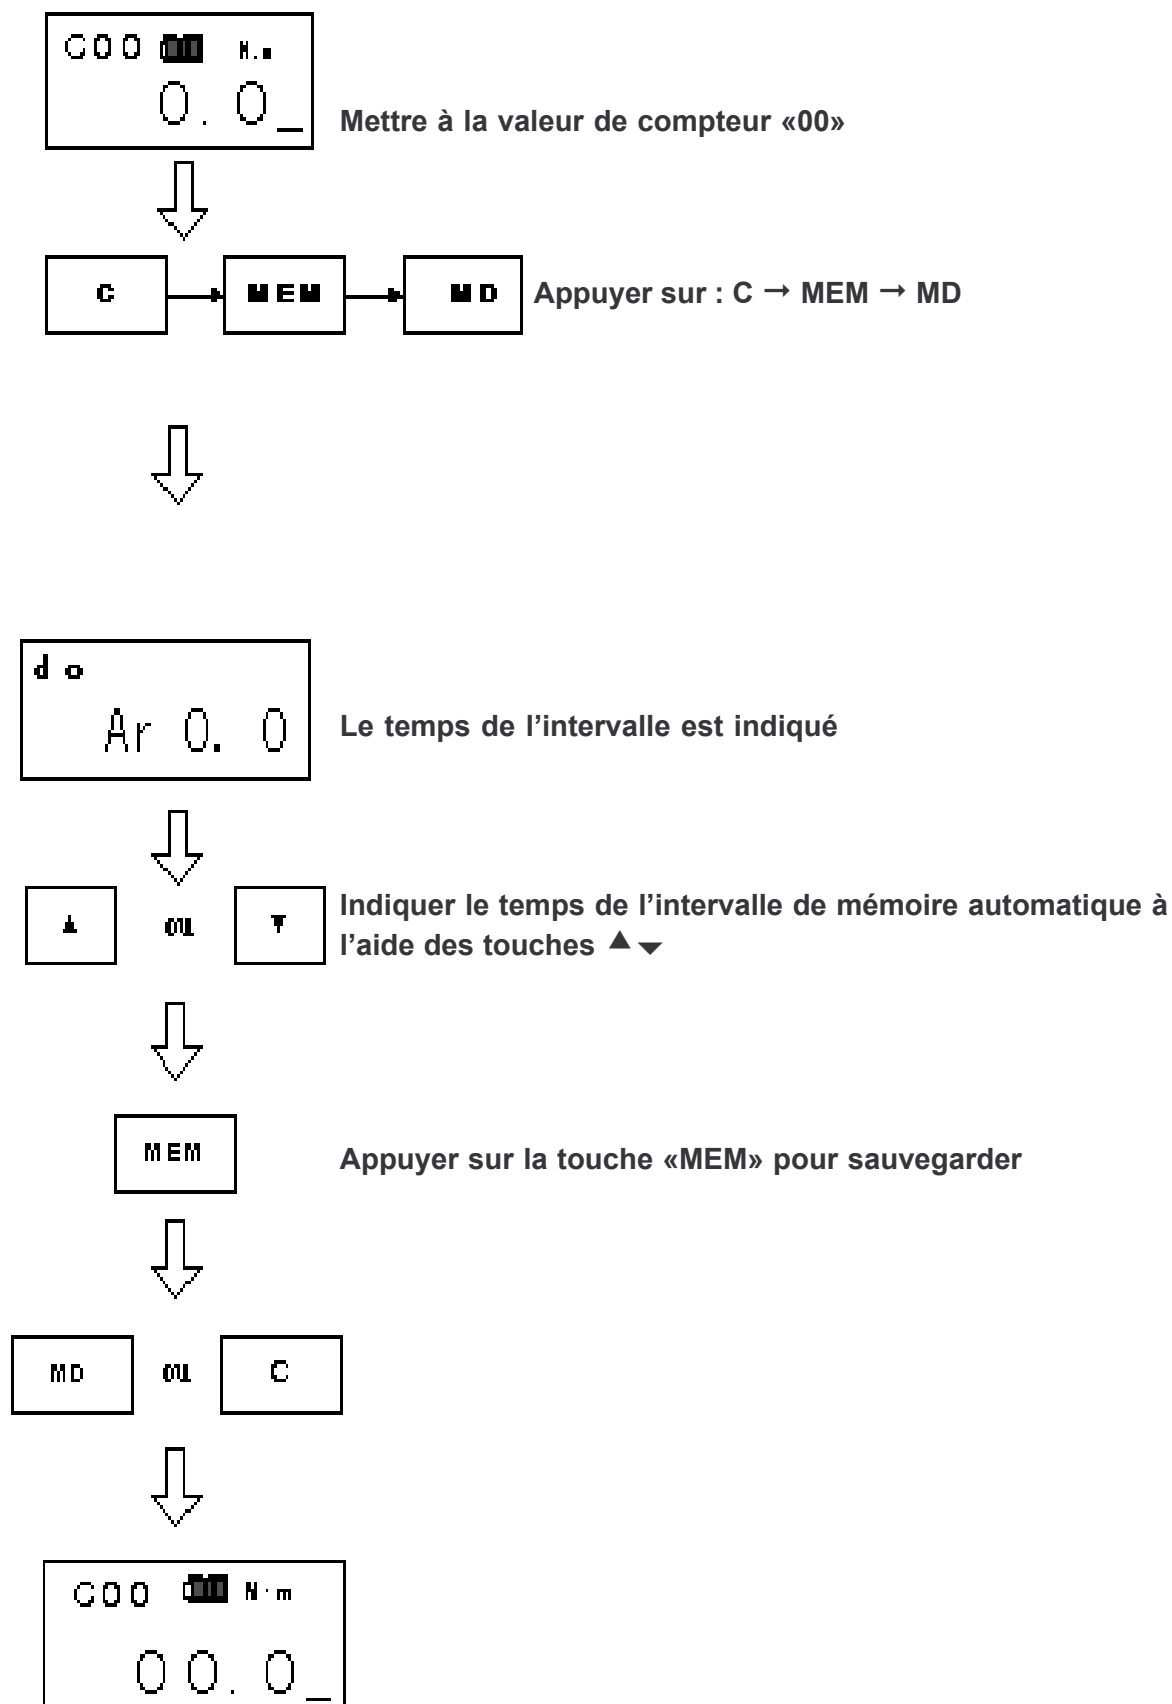 C00 N.m
0.0_
Mettre à la valeur de compteur «00»
C MEM MD Appuyer sur : C → MEM → MD
do
Ar 0.0
Le temps de l’intervalle est indiqué
▲ ou ▼
Indiquer le temps de l’intervalle de mémoire automatique à
l’aide des touches ▲▼
MEM
Appuyer sur la touche «MEM» pour sauvegarder
MD ou C
C00 N·m
00.0_